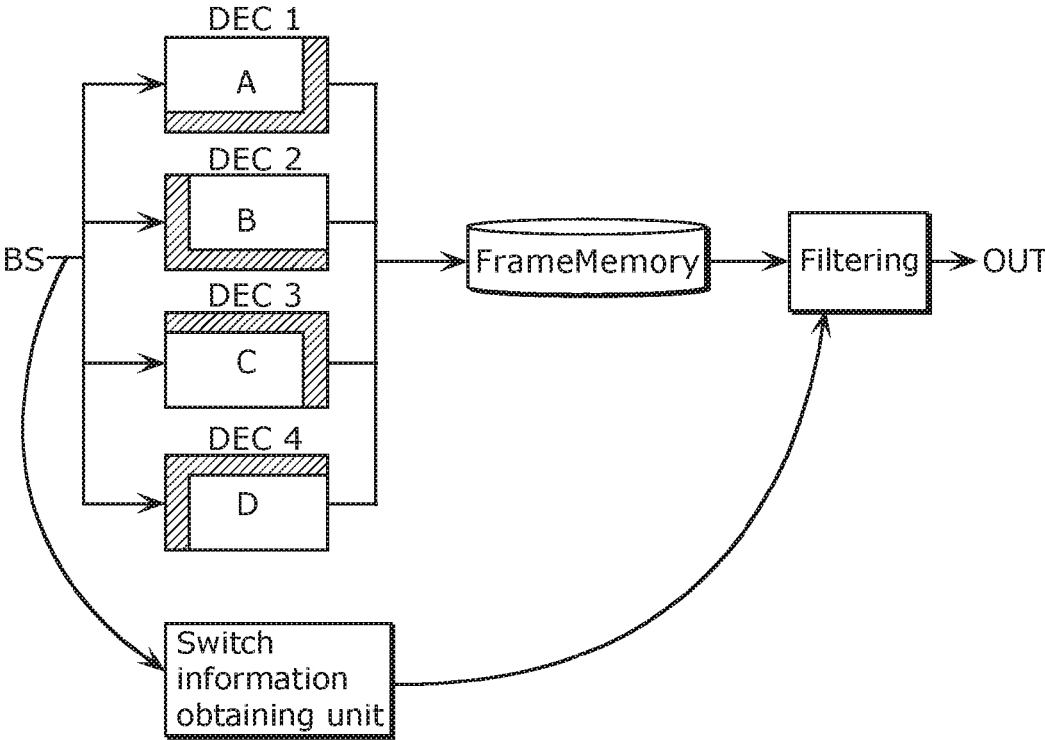 DEC 1
A
DEC 2
B
BS
FrameMemory
Filtering
OUT
DEC 3
C
DEC 4
D
Switch
information
obtaining unit